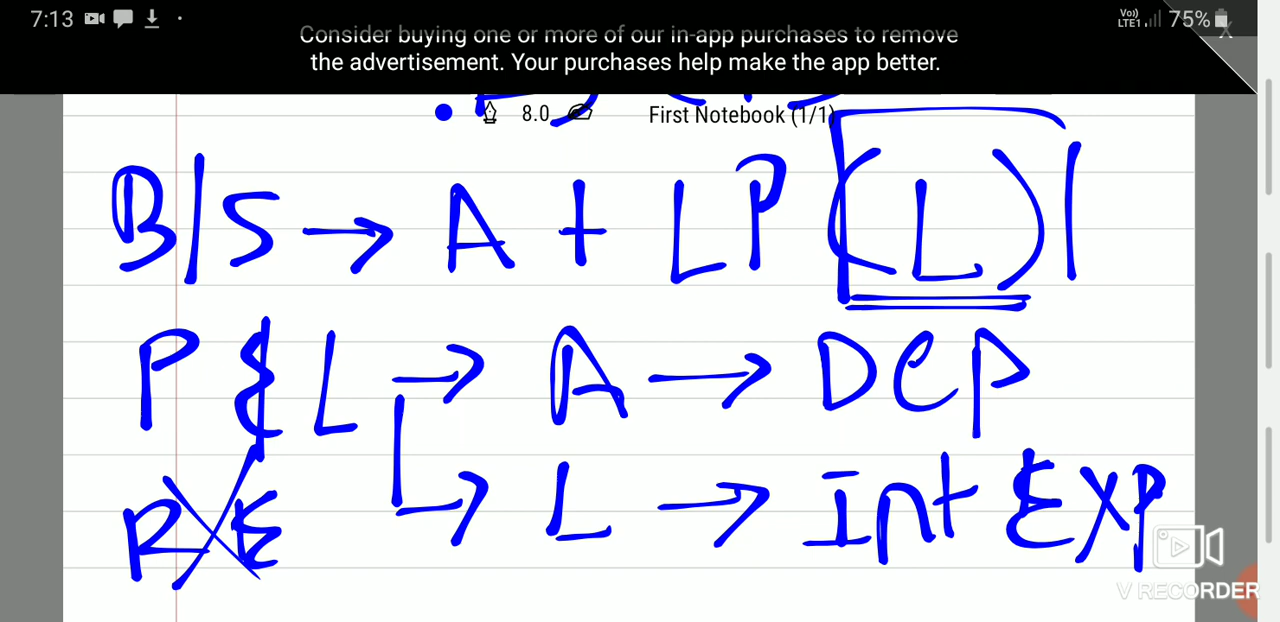 7:13
Vo)) LTE1 75%
Consider buying one or more of our in-app purchases to remove
the advertisement. Your purchases help make the app better.
8.0 First Notebook (1/1)
B/S → A + LP (L) |
P & L → A → DEP
R E → L → Int EXP
V RECORDER